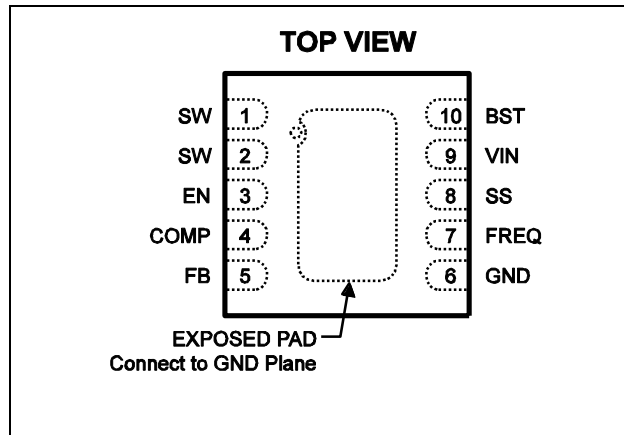 TOP VIEW
SW 1 10 BST
SW 2 9 VIN
EN 3 8 SS
COMP 4 7 FREQ
FB 5 6 GND
EXPOSED PAD
Connect to GND Plane